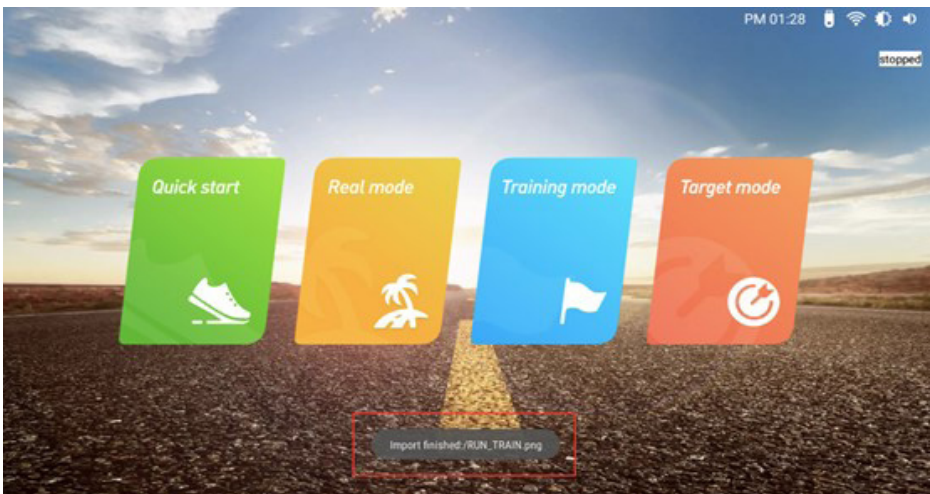 PM 01:28
stopped
Quick start
Real mode
Training mode
Target mode
Import finished:/RUN_TRAIN.png